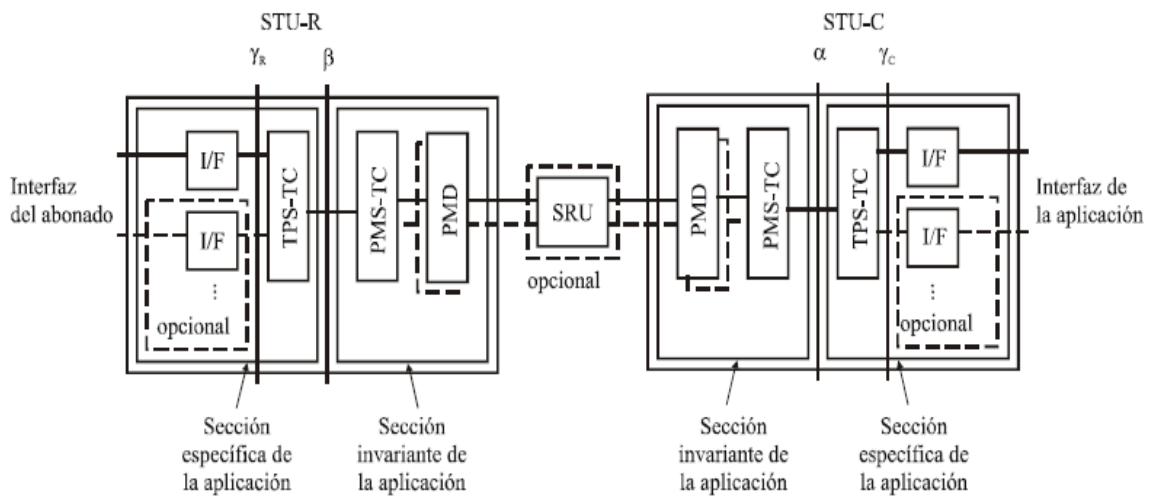 STU-R
STU-C
γR
β
α
γC
Interfaz
del abonado
I/F
I/F
⋮
opcional
TPS-TC
PMS-TC
PMD
SRU
opcional
PMD
PMS-TC
TPS-TC
I/F
I/F
⋮
opcional
Interfaz de
la aplicación
Sección
específica de
la aplicación
Sección
invariante de
la aplicación
Sección
invariante de
la aplicación
Sección
específica de
la aplicación